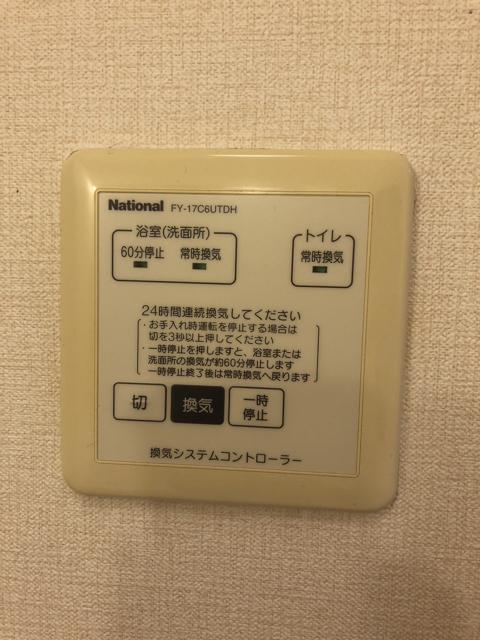 National FY-17C6UTDH
浴室(洗面所)
60分停止 常時換気
トイレ
常時換気
24時間連続換気してください
・お手入れ時運転を停止する場合は
切を3秒以上押してください
・一時停止を押しますと、浴室または
洗面所の換気が約60分停止します
一時停止終了後は常時換気へ戻ります
切
換気
一時
停止
換気システムコントローラー